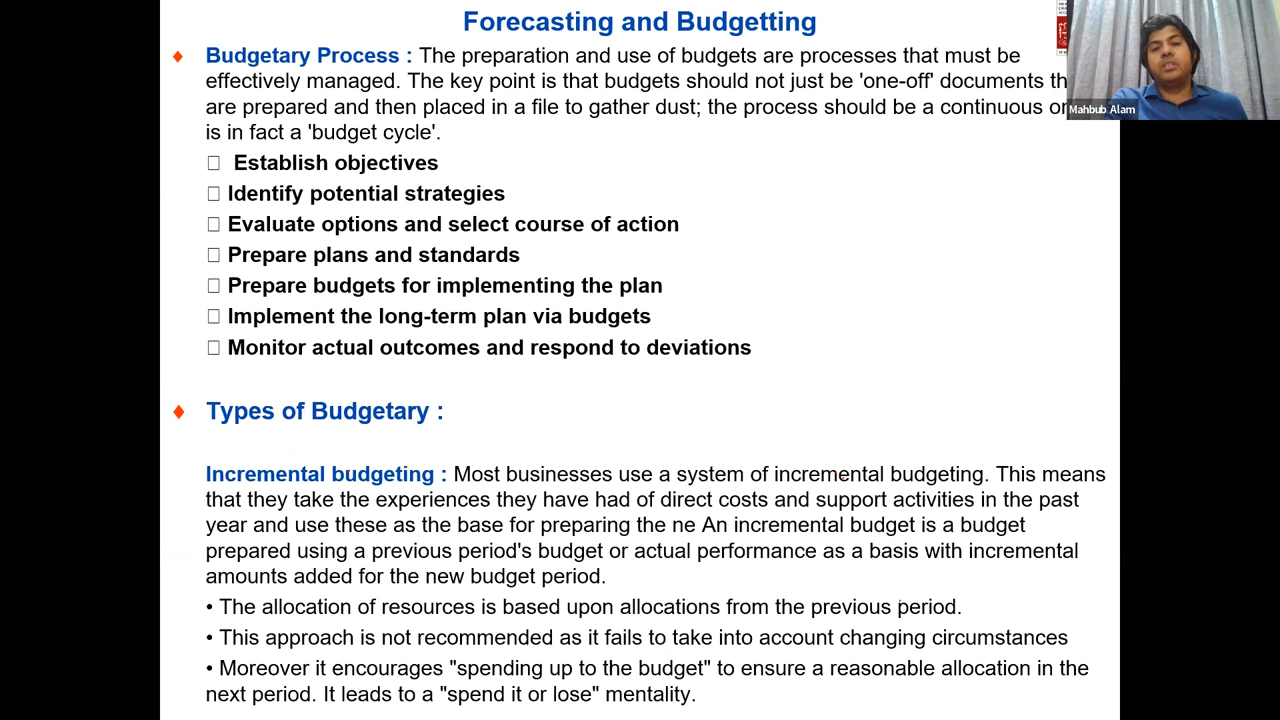 Forecasting and Budgetting
♦ Budgetary Process : The preparation and use of budgets are processes that must be
effectively managed. The key point is that budgets should not just be 'one-off' documents th
are prepared and then placed in a file to gather dust; the process should be a continuous
is in fact a 'budget cycle'.
Mahbub Alam
□ Establish objectives
□ Identify potential strategies
□ Evaluate options and select course of action
□ Prepare plans and standards
□ Prepare budgets for implementing the plan
□ Implement the long-term plan via budgets
□ Monitor actual outcomes and respond to deviations
♦ Types of Budgetary :
Incremental budgeting : Most businesses use a system of incremental budgeting. This means
that they take the experiences they have had of direct costs and support activities in the past
year and use these as the base for preparing the ne An incremental budget is a budget
prepared using a previous period's budget or actual performance as a basis with incremental
amounts added for the new budget period.
• The allocation of resources is based upon allocations from the previous period.
• This approach is not recommended as it fails to take into account changing circumstances
• Moreover it encourages "spending up to the budget" to ensure a reasonable allocation in the
next period. It leads to a "spend it or lose" mentality.